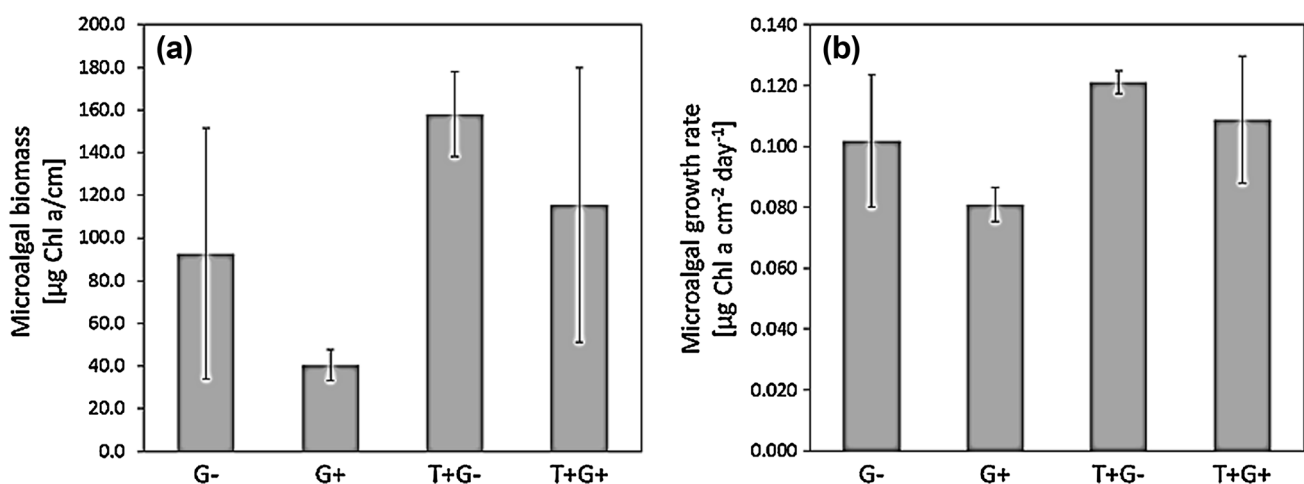 (a)
Microalgal biomass
[µg Chl a/cm]
200.0
180.0
160.0
140.0
120.0
100.0
80.0
60.0
40.0
20.0
0.0
G-
G+
T+G-
T+G+
(b)
Microalgal growth rate
[µg Chl a cm-2 day-1]
0.140
0.120
0.100
0.080
0.060
0.040
0.020
0.000
G-
G+
T+G-
T+G+